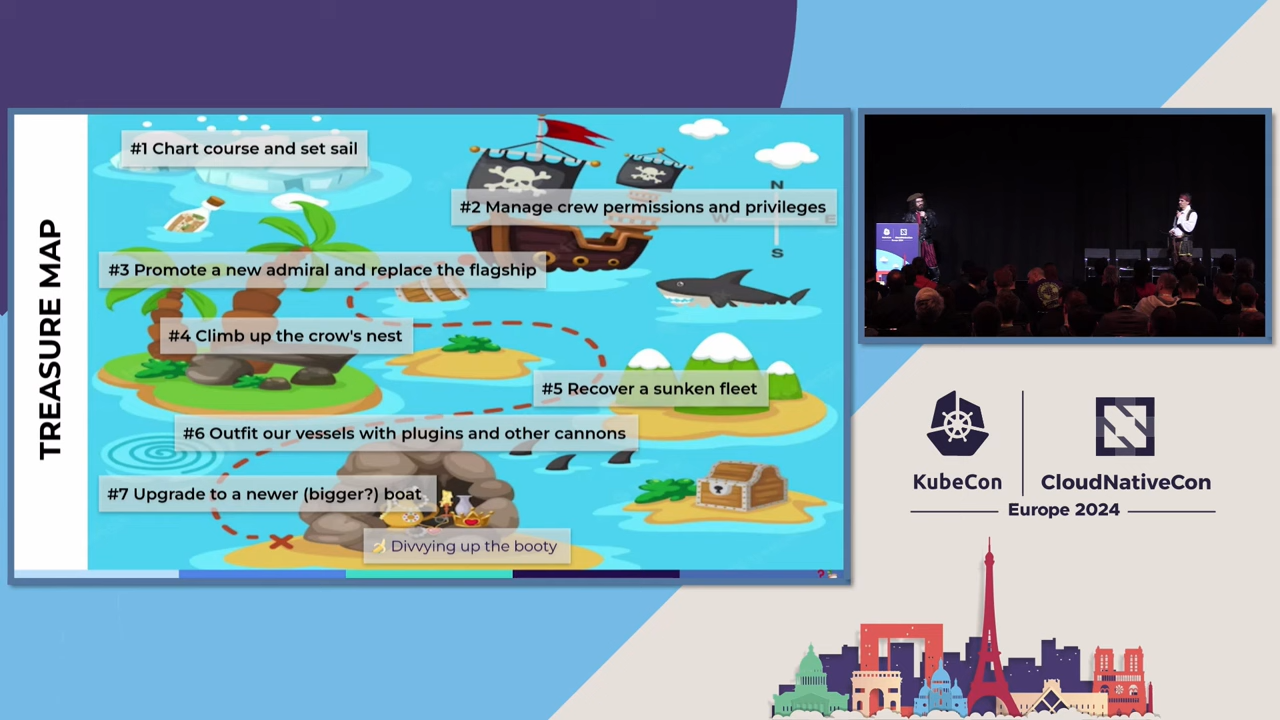 TREASURE MAP
#1 Chart course and set sail
#2 Manage crew permissions and privileges
#3 Promote a new admiral and replace the flagship
#4 Climb up the crow's nest
#5 Recover a sunken fleet
#6 Outfit our vessels with plugins and other cannons
#7 Upgrade to a newer (bigger?) boat
Divvying up the booty
N
W
E
S
KubeCon
CloudNativeCon
Europe 2024